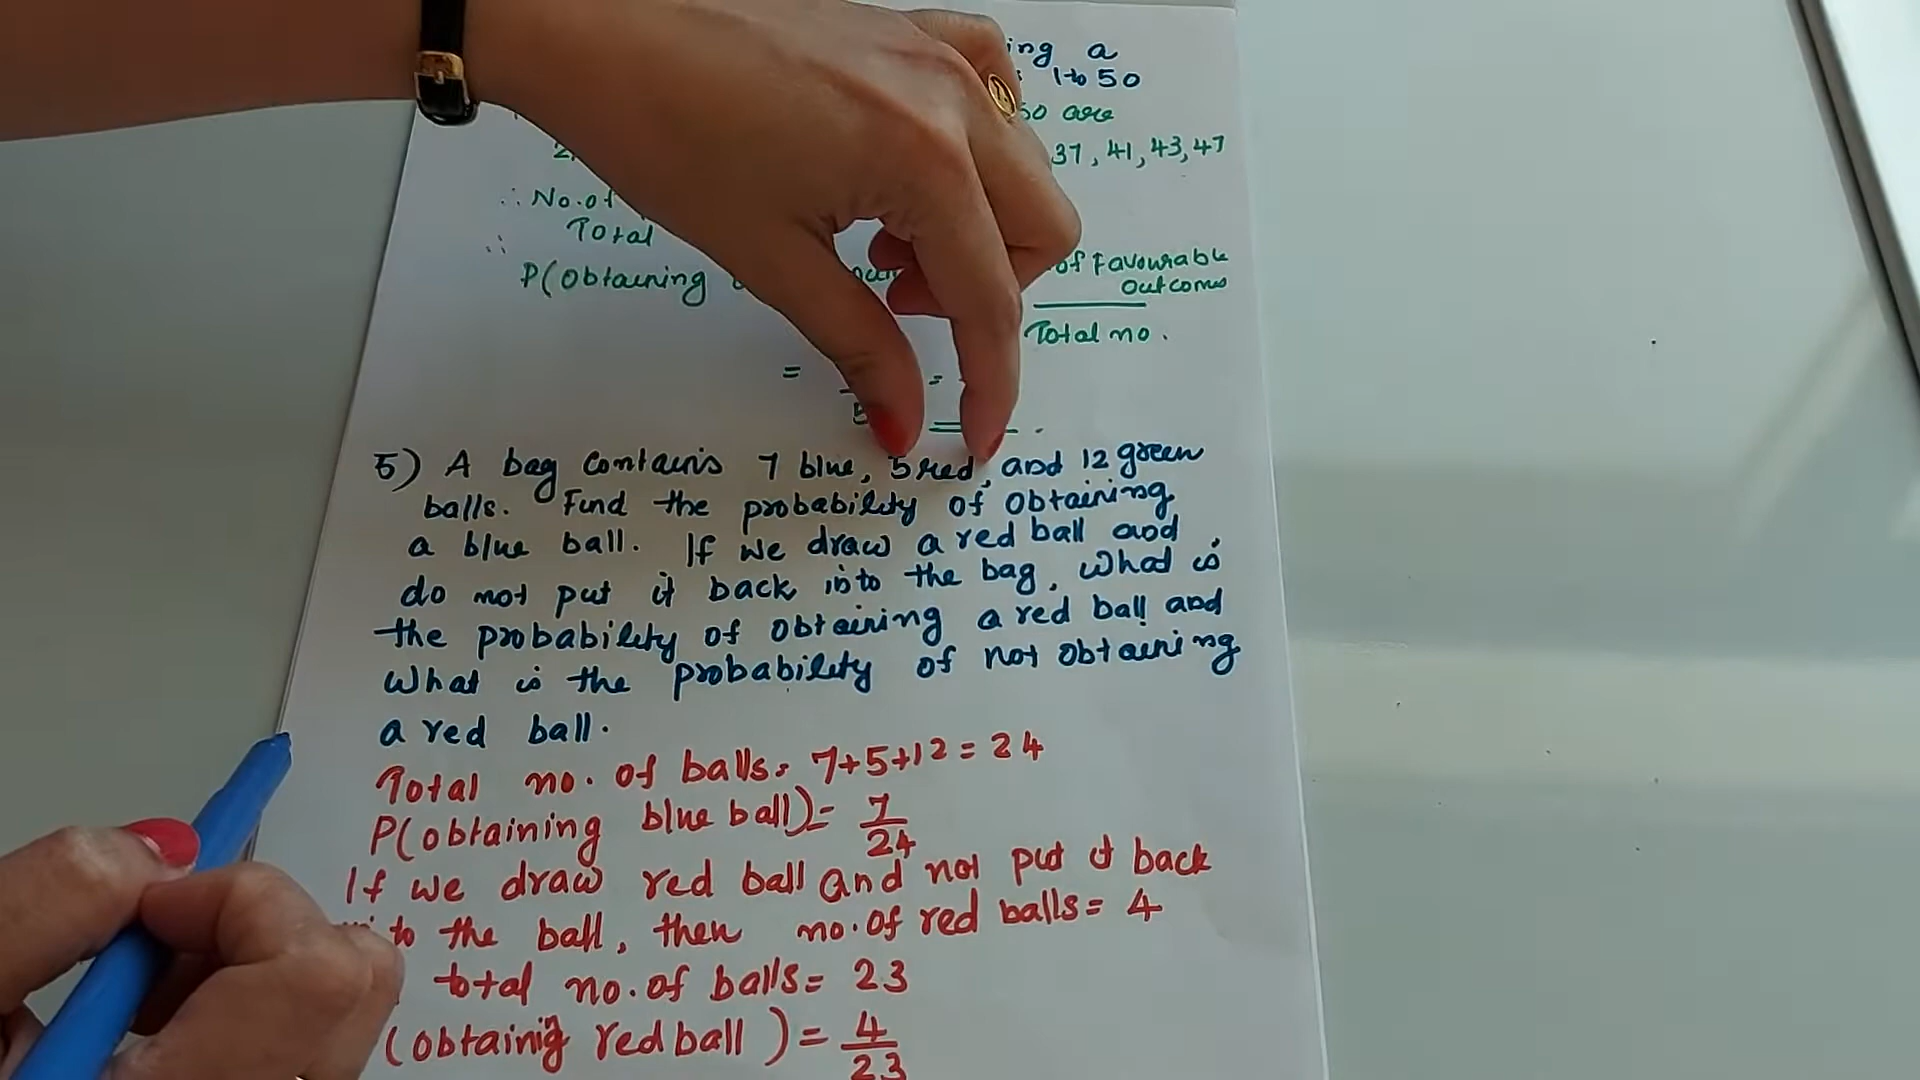 ing a
1 to 50
50 are
37, 41, 43, 47
∴ No. of
Total
∴
P(Obtaining
of Favourable
outcomes
Total no.
= =
5) A bag contains 7 blue, 5 red, and 12 green
balls. Find the probability of obtaining
a blue ball. If we draw a red ball and
do not put it back into the bag, what is
the probability of obtaining a red ball and
what is the probability of not obtaining
a red ball.
Total no. of balls = 7+5+12 = 24
P(obtaining blue ball) = 7/24
If we draw red ball and not put it back
to the ball, then no. of red balls = 4
total no. of balls = 23
(obtainig red ball) = 4/23